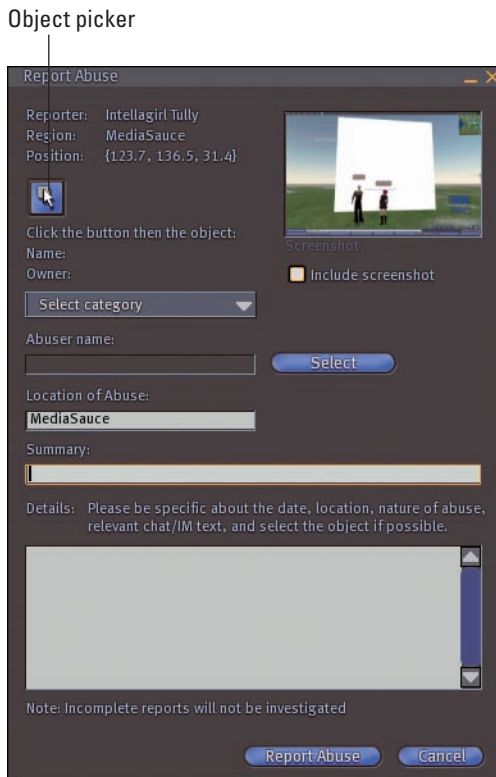 Object picker
Report Abuse
Reporter: Intellagirl Tully
Region: MediaSauce
Position: {123.7, 136.5, 31.4}
Click the button then the object:
Name:
Owner:
Screenshot
Include screenshot
Select category
Abuser name:
Select
Location of Abuse:
MediaSauce
Summary:
Details: Please be specific about the date, location, nature of abuse,
relevant chat/IM text, and select the object if possible.
Note: Incomplete reports will not be investigated
Report Abuse
Cancel